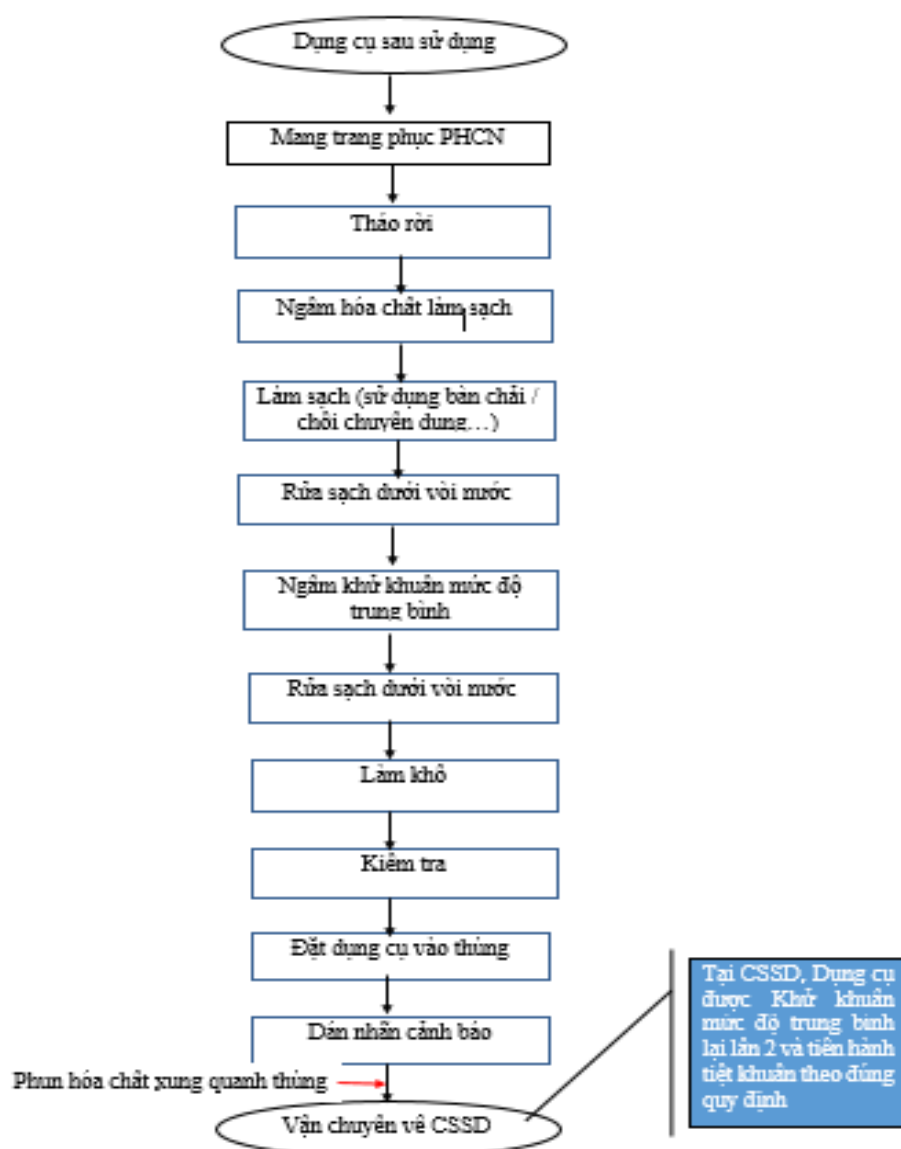 Dụng cụ sau sử dụng
Mang trang phục PHCN
Tháo rời
Ngâm hóa chất làm sạch
Làm sạch (sử dụng bàn chải /
chổi chuyên dụng…)
Rửa sạch dưới vòi nước
Ngâm khử khuẩn mức độ
trung bình
Rửa sạch dưới vòi nước
Làm khô
Kiểm tra
Đặt dụng cụ vào thùng
Dán nhãn cảnh báo
Phun hóa chất xung quanh thùng
Vận chuyển về CSSD
Tại CSSD, Dụng cụ
được Khử khuẩn
mức độ trung bình
lại lần 2 và tiến hành
tiệt khuẩn theo đúng
quy định